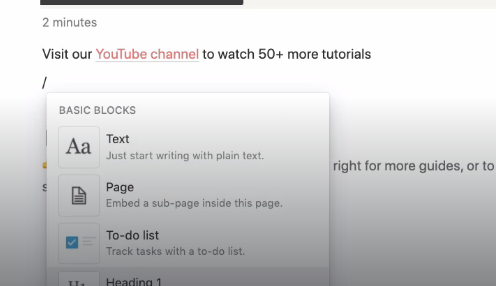 2 minutes
Visit our YouTube channel to watch 50+ more tutorials
/
BASIC BLOCKS
Aa
Text
Just start writing with plain text.
Page
Embed a sub-page inside this page.
right for more guides, or to
s
To-do list
Track tasks with a to-do list.
H1
Heading 1